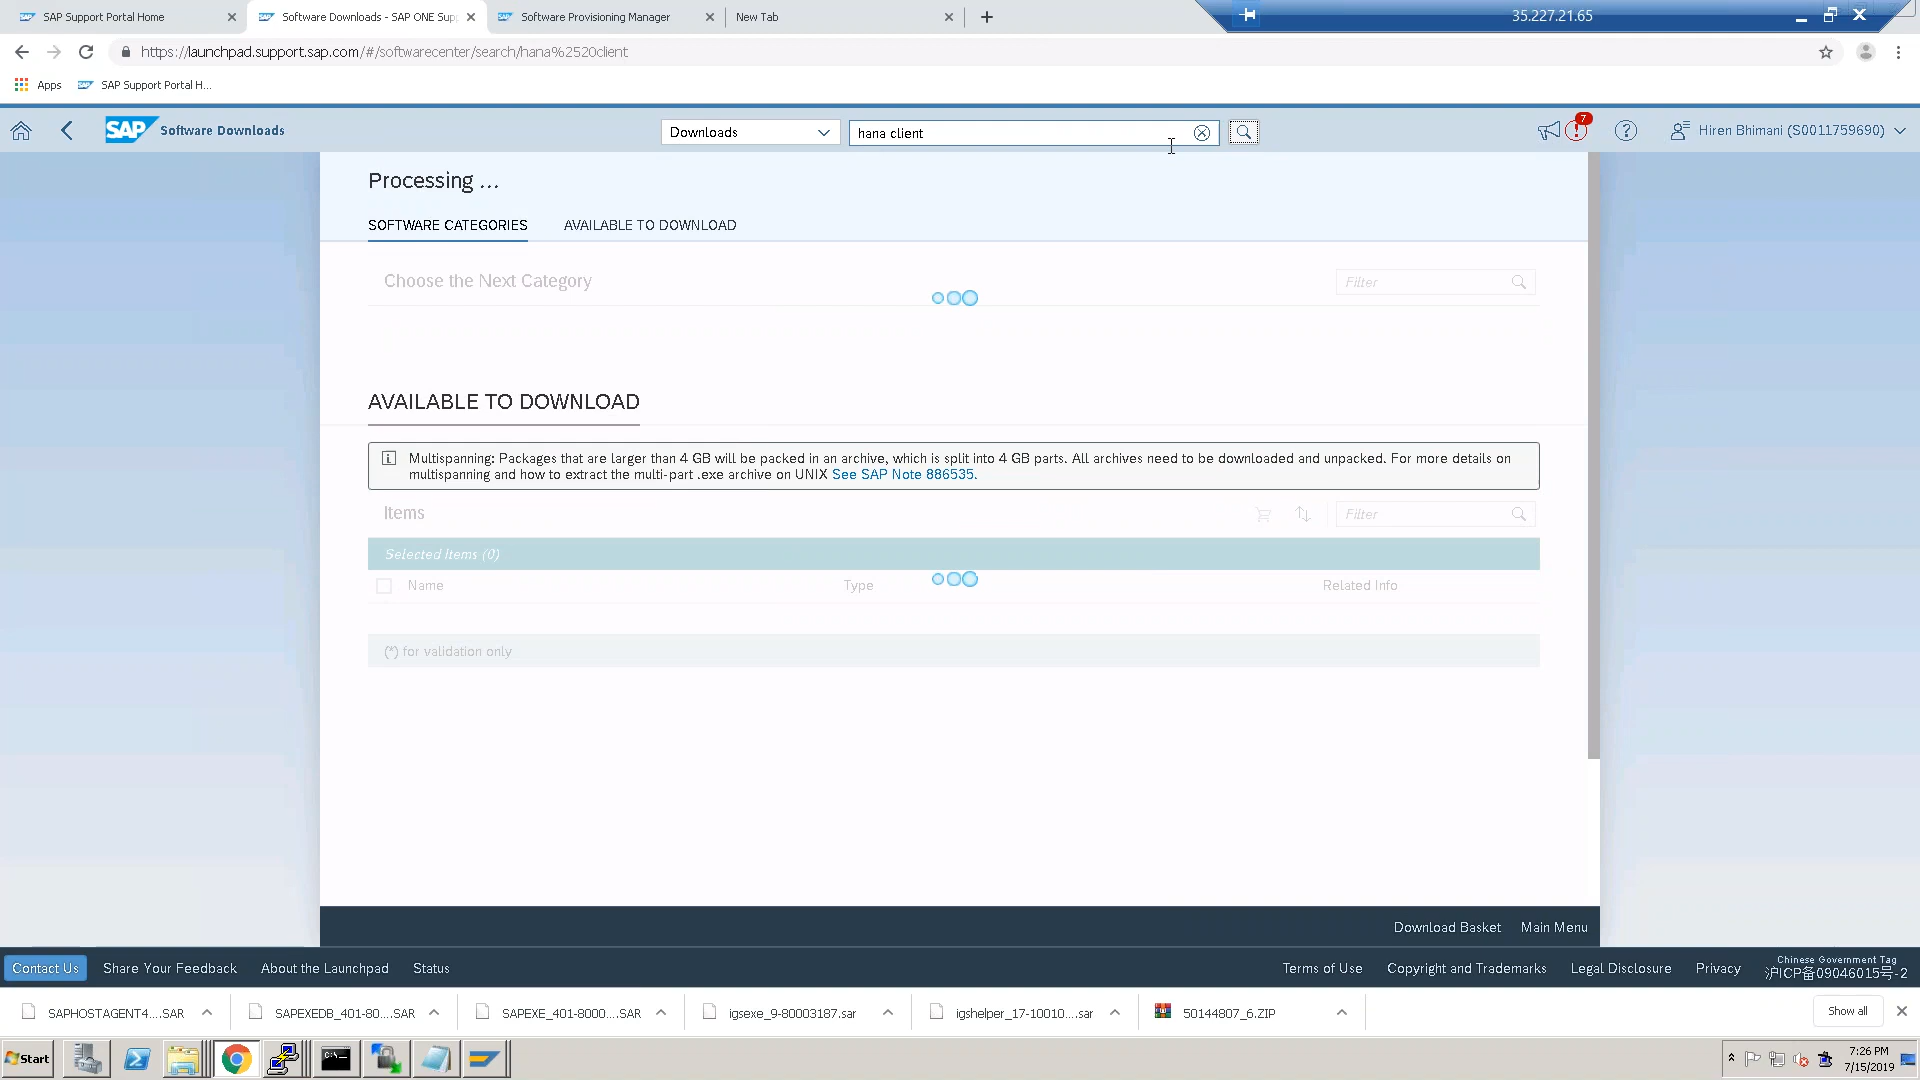 SAP Support Portal Home
Software Downloads - SAP ONE Sup
Software Provisioning Manager
New Tab
35.227.21.65
https://launchpad.support.sap.com/#/softwarecenter/search/hana%2520client
Apps
SAP Support Portal H...
SAP Software Downloads
Downloads
hana client
7
Hiren Bhimani (S0011759690)
Processing ...
SOFTWARE CATEGORIES
AVAILABLE TO DOWNLOAD
Choose the Next Category
Filter
AVAILABLE TO DOWNLOAD
Multispanning: Packages that are larger than 4 GB will be packed in an archive, which is split into 4 GB parts. All archives need to be downloaded and unpacked. For more details on
multispanning and how to extract the multi-part .exe archive on UNIX See SAP Note 886535.
Items
Filter
Selected Items (0)
Name
Type
Related Info
(*) for validation only
Download Basket
Main Menu
Contact Us
Share Your Feedback
About the Launchpad
Status
Terms of Use
Copyright and Trademarks
Legal Disclosure
Privacy
Chinese Government Tag
沪ICP备09046015号-2
SAPHOSTAGENT4....SAR
SAPEXEDB_401-80....SAR
SAPEXE_401-8000....SAR
igsexe_9-80003187.sar
igshelper_17-10010....sar
50144807_6.ZIP
Show all
Start
7:26 PM
7/15/2019